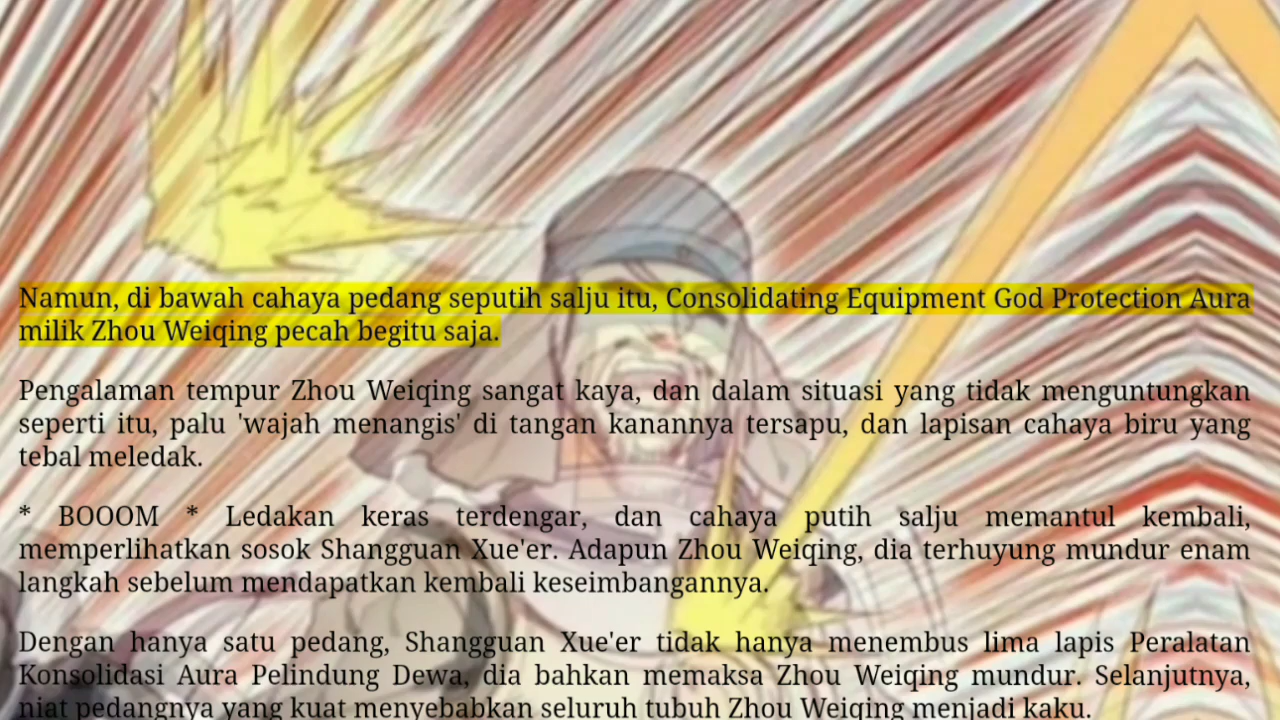 Namun, di bawah cahaya pedang seputih salju itu, Consolidating Equipment God Protection Aura
milik Zhou Weiqing pecah begitu saja.
Pengalaman tempur Zhou Weiqing sangat kaya, dan dalam situasi yang tidak menguntungkan
seperti itu, palu 'wajah menangis' di tangan kanannya tersapu, dan lapisan cahaya biru yang
tebal meledak.
* BOOOM * Ledakan keras terdengar, dan cahaya putih salju memantul kembali,
memperlihatkan sosok Shangguan Xue'er. Adapun Zhou Weiqing, dia terhuyung mundur enam
langkah sebelum mendapatkan kembali keseimbangannya.
Dengan hanya satu pedang, Shangguan Xue'er tidak hanya menembus lima lapis Peralatan
Konsolidasi Aura Pelindung Dewa, dia bahkan memaksa Zhou Weiqing mundur. Selanjutnya,
niat pedangnya yang kuat menyebabkan seluruh tubuh Zhou Weiqing menjadi kaku.